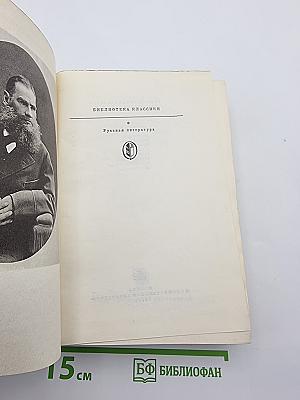 БИБЛИОТЕКА КЛАССИКИ
Русская литература
15 см
БФ БИБЛИОФАН